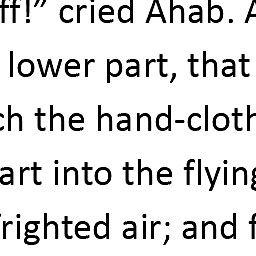 ff!” cried Ahab. A
lower part, that
ch the hand-cloth
art into the flying
frighted air; and f